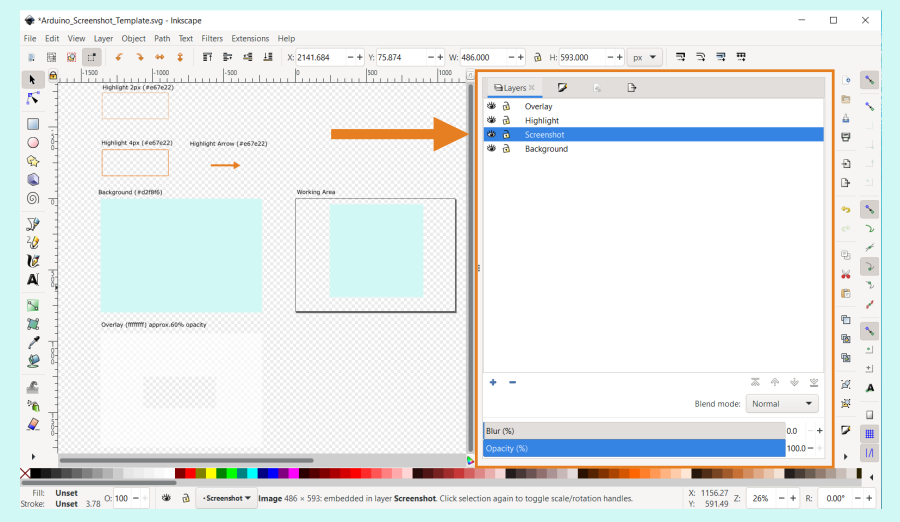 *Arduino_Screenshot_Template.svg - Inkscape
File Edit View Layer Object Path Text Filters Extensions Help
X: 2141.684 − + Y: 75.874 − + W: 486.000 − + H: 593.000 − + px
-1500 -1000 -500 0 500 1000
Layers
Highlight 2px (#e67e22)
Overlay
Highlight
Screenshot
Background
Highlight 4px (#e67e22) Highlight Arrow (#e67e22)
Background (#d2f8f6) Working Area
Overlay (ffffffff) approx.60% opacity
Blend mode: Normal
Blur (%) 0.0 − +
Opacity (%) 100.0 − +
Fill: Unset
Stroke: Unset 3.78
O: 100 − +
Screenshot
Image 486 × 593: embedded in layer Screenshot. Click selection again to toggle scale/rotation handles.
X: 1156.27
Y: 591.49
Z: 26% − + R: 0.00° − +